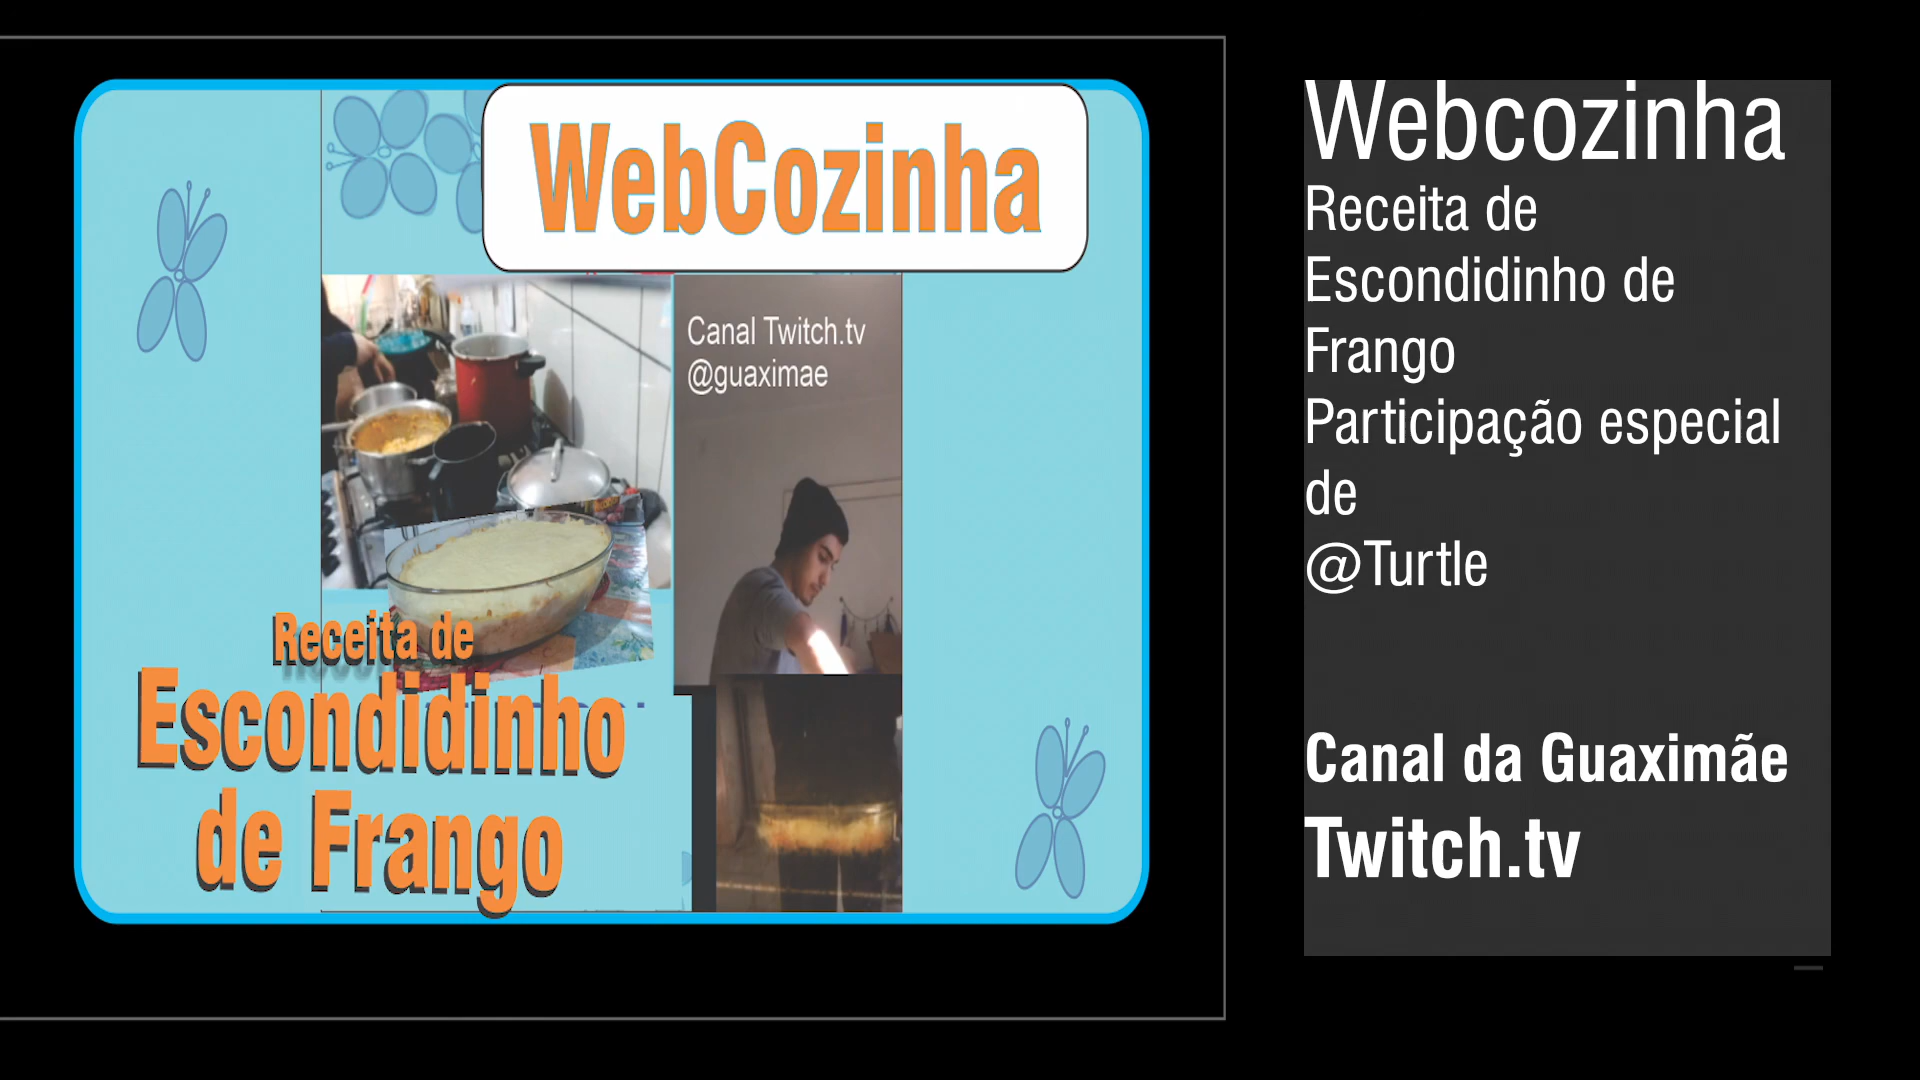 WebCozinha
Canal Twitch.tv
@guaximae
Receita de
Escondidinho
de Frango
Webcozinha
Receita de
Escondidinho de
Frango
Participação especial
de
@Turtle
Canal da Guaximãe
Twitch.tv